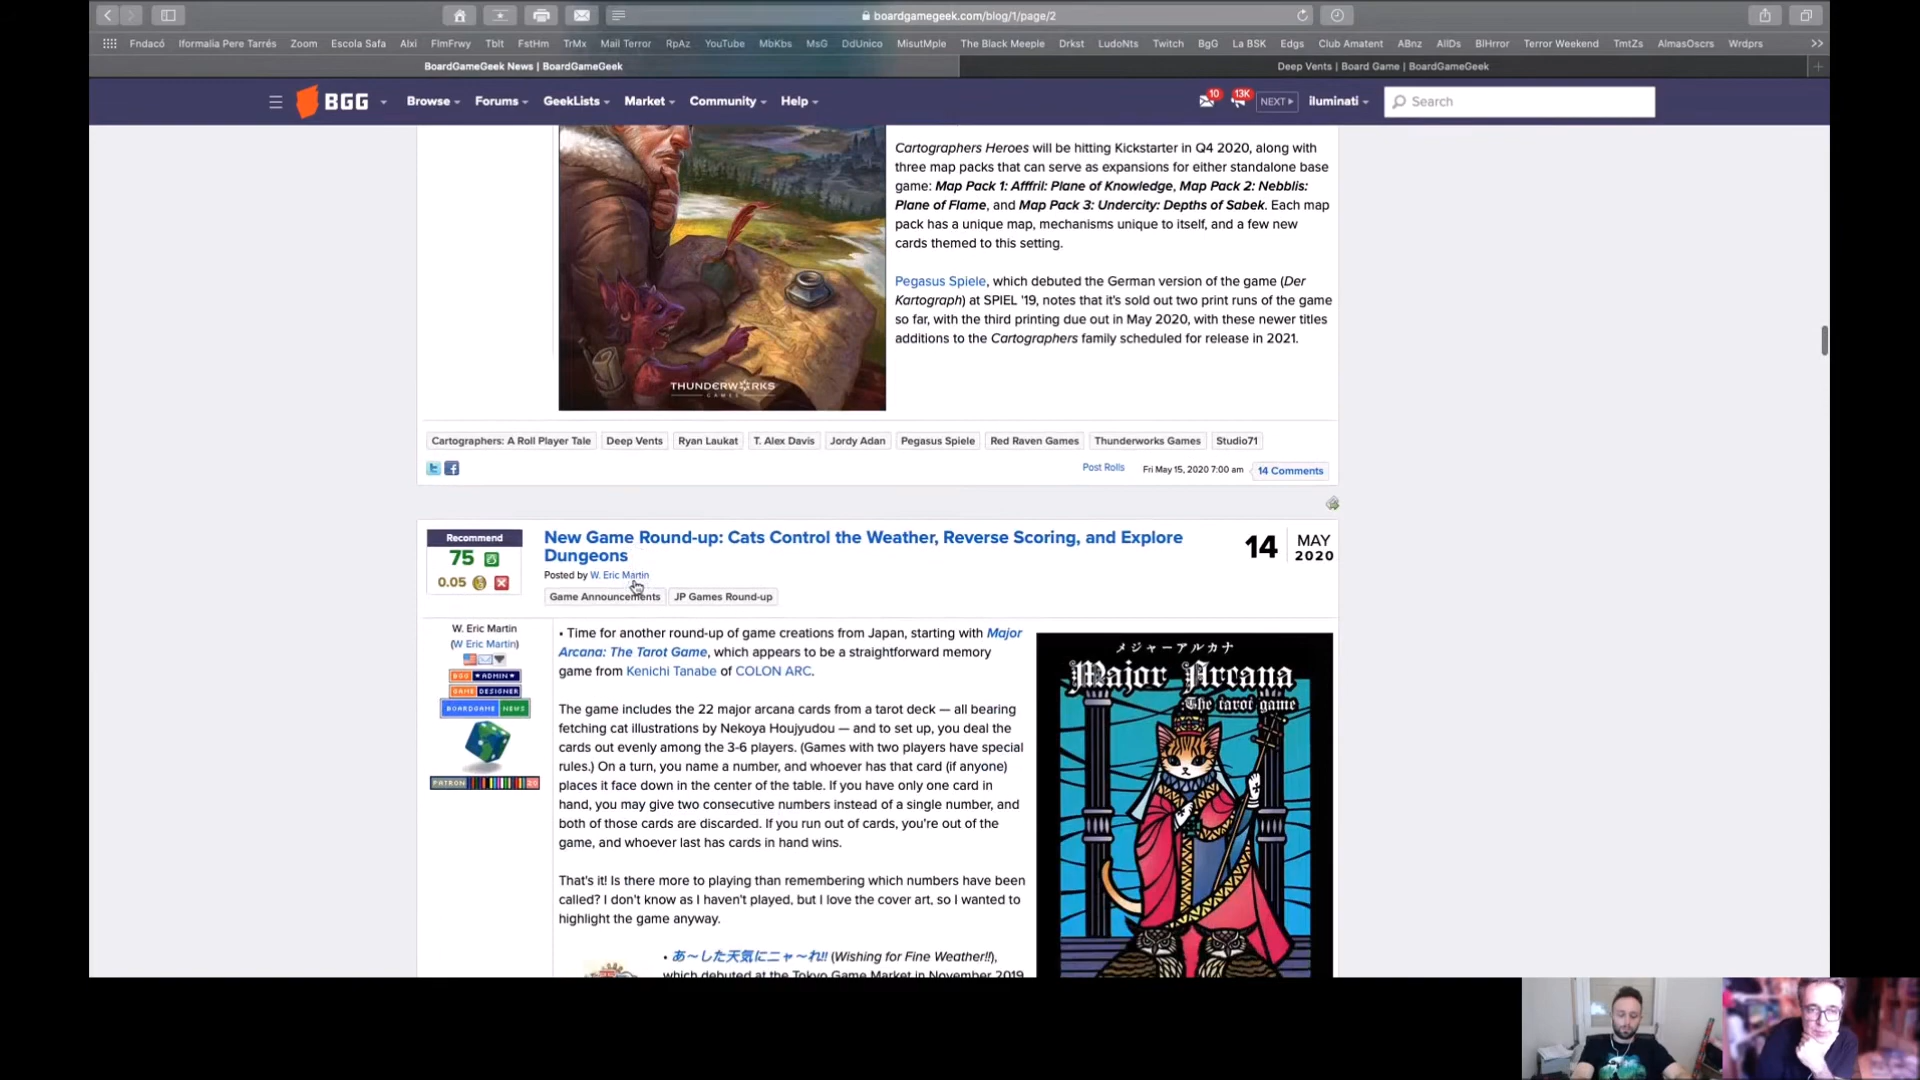 boardgamegeek.com/blog/1/page/2
Fndacó Iformalia Pere Tarrés Zoom Escola Safa Alxi FlmFrwy Tblt FstHm TrMx Mail Terror RpAz YouTube MbKbs MsG DdUnico MisutMple The Black Meeple Drkst LudoNts Twitch BgG La BSK Edgs Club Amatent ABnz AllDs BlHrror Terror Weekend TmtZs AlmasOscrs Wrdprs
BoardGameGeek News | BoardGameGeek
Deep Vents | Board Game | BoardGameGeek
BGG Browse Forums GeekLists Market Community Help 10 13K NEXT iluminati Search
Cartographers Heroes will be hitting Kickstarter in Q4 2020, along with
three map packs that can serve as expansions for either standalone base
game: Map Pack 1: Affril: Plane of Knowledge, Map Pack 2: Nebblis:
Plane of Flame, and Map Pack 3: Undercity: Depths of Sabek. Each map
pack has a unique map, mechanisms unique to itself, and a few new
cards themed to this setting.
Pegasus Spiele, which debuted the German version of the game (Der
Kartograph) at SPIEL '19, notes that it's sold out two print runs of the game
so far, with the third printing due out in May 2020, with these newer titles
additions to the Cartographers family scheduled for release in 2021.
THUNDERWORKS
GAMES
Cartographers: A Roll Player Tale Deep Vents Ryan Laukat T. Alex Davis Jordy Adan Pegasus Spiele Red Raven Games Thunderworks Games Studio71
Post Rolls Fri May 15, 2020 7:00 am 14 Comments
Recommend
75
0.05
New Game Round-up: Cats Control the Weather, Reverse Scoring, and Explore
Dungeons
14 MAY
2020
Posted by W. Eric Martin
Game Announcements JP Games Round-up
W. Eric Martin
(W Eric Martin)
BGG ADMIN
GAME DESIGNER
BOARDGAME NEWS
PATRON 20
• Time for another round-up of game creations from Japan, starting with Major
Arcana: The Tarot Game, which appears to be a straightforward memory
game from Kenichi Tanabe of COLON ARC.
The game includes the 22 major arcana cards from a tarot deck — all bearing
fetching cat illustrations by Nekoya Houjyudou — and to set up, you deal the
cards out evenly among the 3-6 players. (Games with two players have special
rules.) On a turn, you name a number, and whoever has that card (if anyone)
places it face down in the center of the table. If you have only one card in
hand, you may give two consecutive numbers instead of a single number, and
both of those cards are discarded. If you run out of cards, you're out of the
game, and whoever last has cards in hand wins.
That's it! Is there more to playing than remembering which numbers have been
called? I don't know as I haven't played, but I love the cover art, so I wanted to
highlight the game anyway.
• あ〜した天気にニャ〜れ!! (Wishing for Fine Weather!!),
which debuted at the Tokyo Game Market in November 2019
メジャーアルカナ
Major Arcana
The tarot game